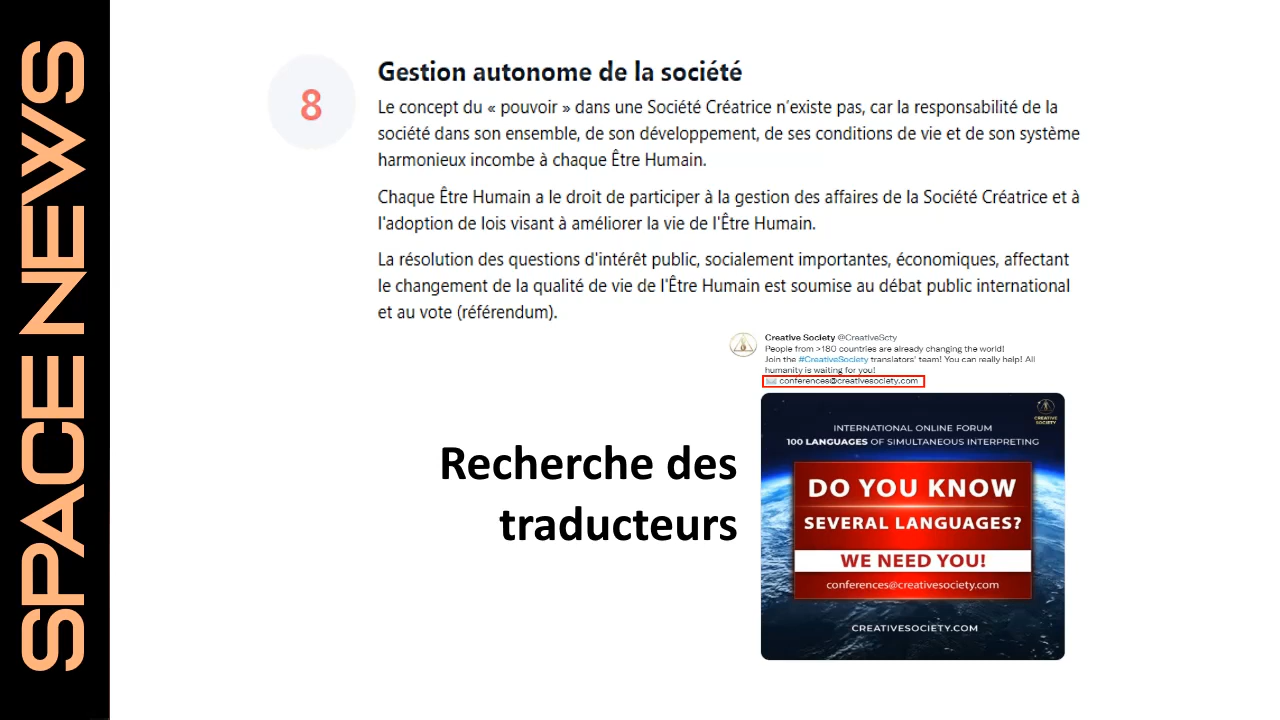 SPACE NEWS
8
Gestion autonome de la société
Le concept du « pouvoir » dans une Société Créatrice n’existe pas, car la responsabilité de la
société dans son ensemble, de son développement, de ses conditions de vie et de son système
harmonieux incombe à chaque Être Humain.
Chaque Être Humain a le droit de participer à la gestion des affaires de la Société Créatrice et à
l'adoption de lois visant à améliorer la vie de l'Être Humain.
La résolution des questions d'intérêt public, socialement importantes, économiques, affectant
le changement de la qualité de vie de l'Être Humain est soumise au débat public international
et au vote (référendum).
Creative Society @CreativeScty
People from >180 countries are already changing the world!
Join the #CreativeSociety translators' team! You can really help! All
humanity is waiting for you!
conferences@creativesociety.com
Recherche des
traducteurs
CREATIVE
SOCIETY
INTERNATIONAL ONLINE FORUM
100 LANGUAGES OF SIMULTANEOUS INTERPRETING
DO YOU KNOW
SEVERAL LANGUAGES?
WE NEED YOU!
conferences@creativesociety.com
CREATIVESOCIETY.COM